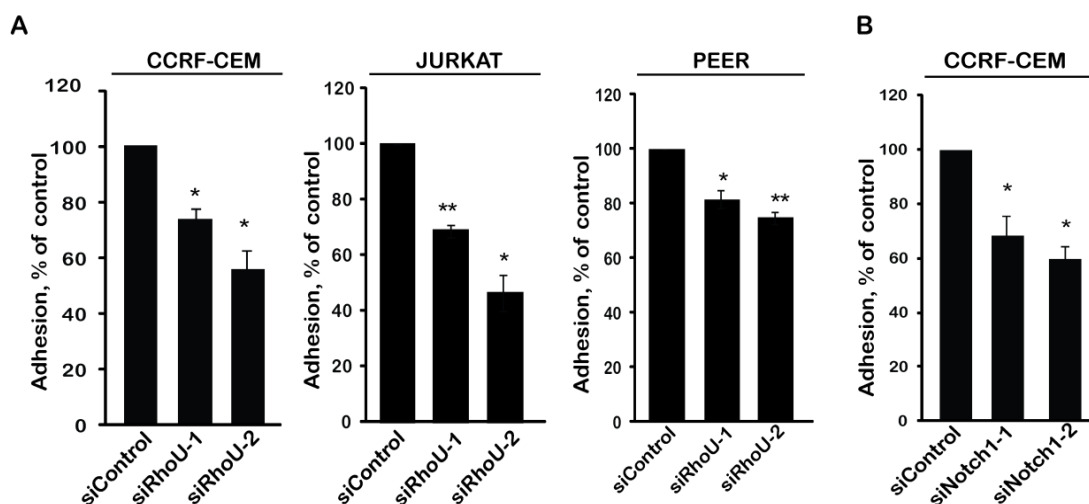 A
CCRF-CEM
Adhesion, % of control
120
100
80
60
40
20
0
*
*
siControl
siRhoU-1
siRhoU-2
JURKAT
Adhesion, % of control
120
100
80
60
40
20
0
**
*
siControl
siRhoU-1
siRhoU-2
PEER
Adhesion, % of control
120
100
80
60
40
20
0
*
**
siControl
siRhoU-1
siRhoU-2
B
CCRF-CEM
Adhesion, % of control
120
100
80
60
40
20
0
*
*
siControl
siNotch1-1
siNotch1-2